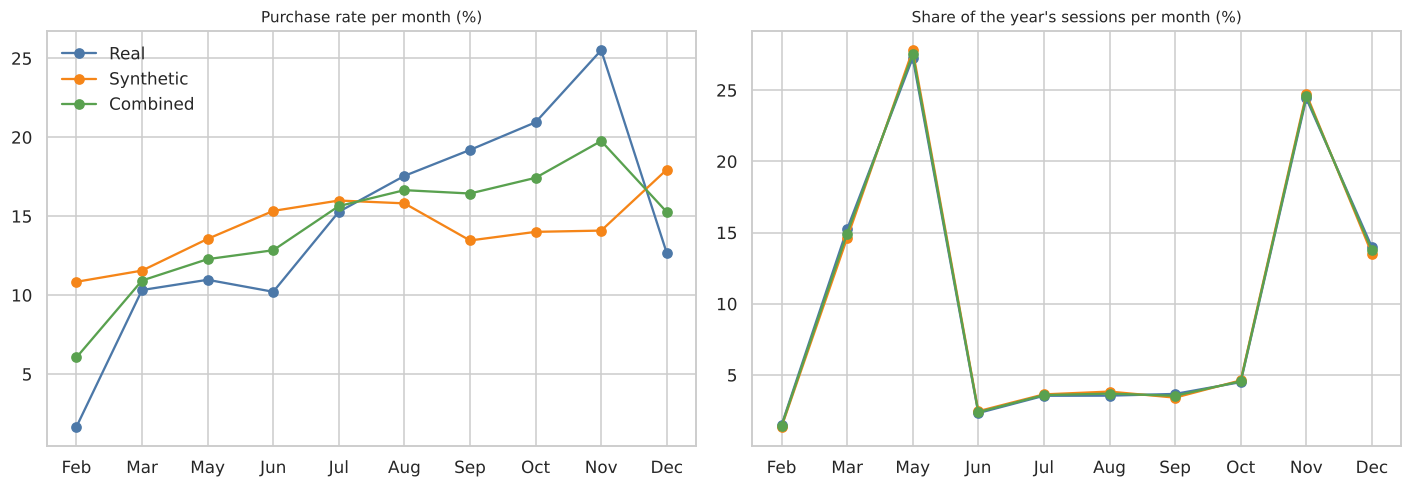 Purchase rate per month (%)
Real
Synthetic
Combined
25
20
15
10
5
Feb Mar May Jun Jul Aug Sep Oct Nov Dec
Share of the year's sessions per month (%)
25
20
15
10
5
Feb Mar May Jun Jul Aug Sep Oct Nov Dec